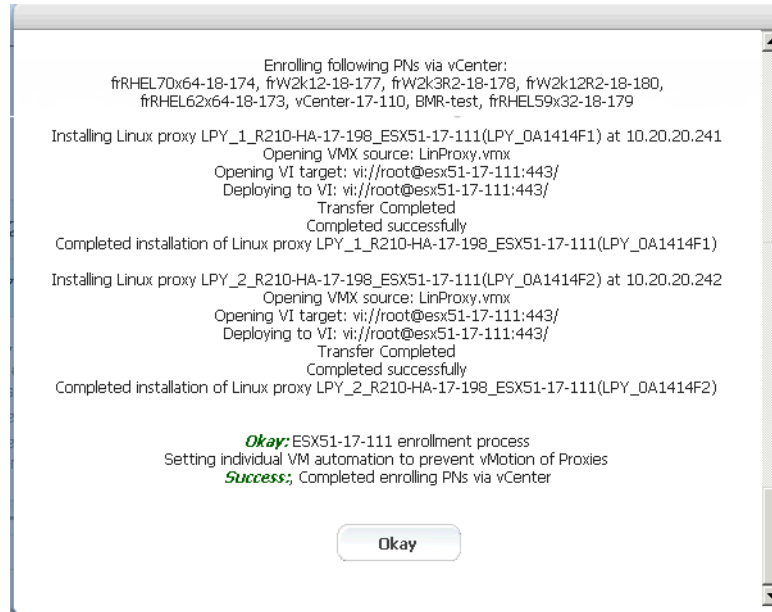 Enrolling following PNs via vCenter:
frRHEL70x64-18-174, frW2k12-18-177, frW2k3R2-18-178, frW2k12R2-18-180,
frRHEL62x64-18-173, vCenter-17-110, BMR-test, frRHEL59x32-18-179
Installing Linux proxy LPY_1_R210-HA-17-198_ESX51-17-111(LPY_0A1414F1) at 10.20.20.241
Opening VMX source: LinProxy.vmx
Opening VI target: vi://root@esx51-17-111:443/
Deploying to VI: vi://root@esx51-17-111:443/
Transfer Completed
Completed successfully
Completed installation of Linux proxy LPY_1_R210-HA-17-198_ESX51-17-111(LPY_0A1414F1)
Installing Linux proxy LPY_2_R210-HA-17-198_ESX51-17-111(LPY_0A1414F2) at 10.20.20.242
Opening VMX source: LinProxy.vmx
Opening VI target: vi://root@esx51-17-111:443/
Deploying to VI: vi://root@esx51-17-111:443/
Transfer Completed
Completed successfully
Completed installation of Linux proxy LPY_2_R210-HA-17-198_ESX51-17-111(LPY_0A1414F2)
Okay: ESX51-17-111 enrollment process
Setting individual VM automation to prevent vMotion of Proxies
Success:, Completed enrolling PNs via vCenter
Okay